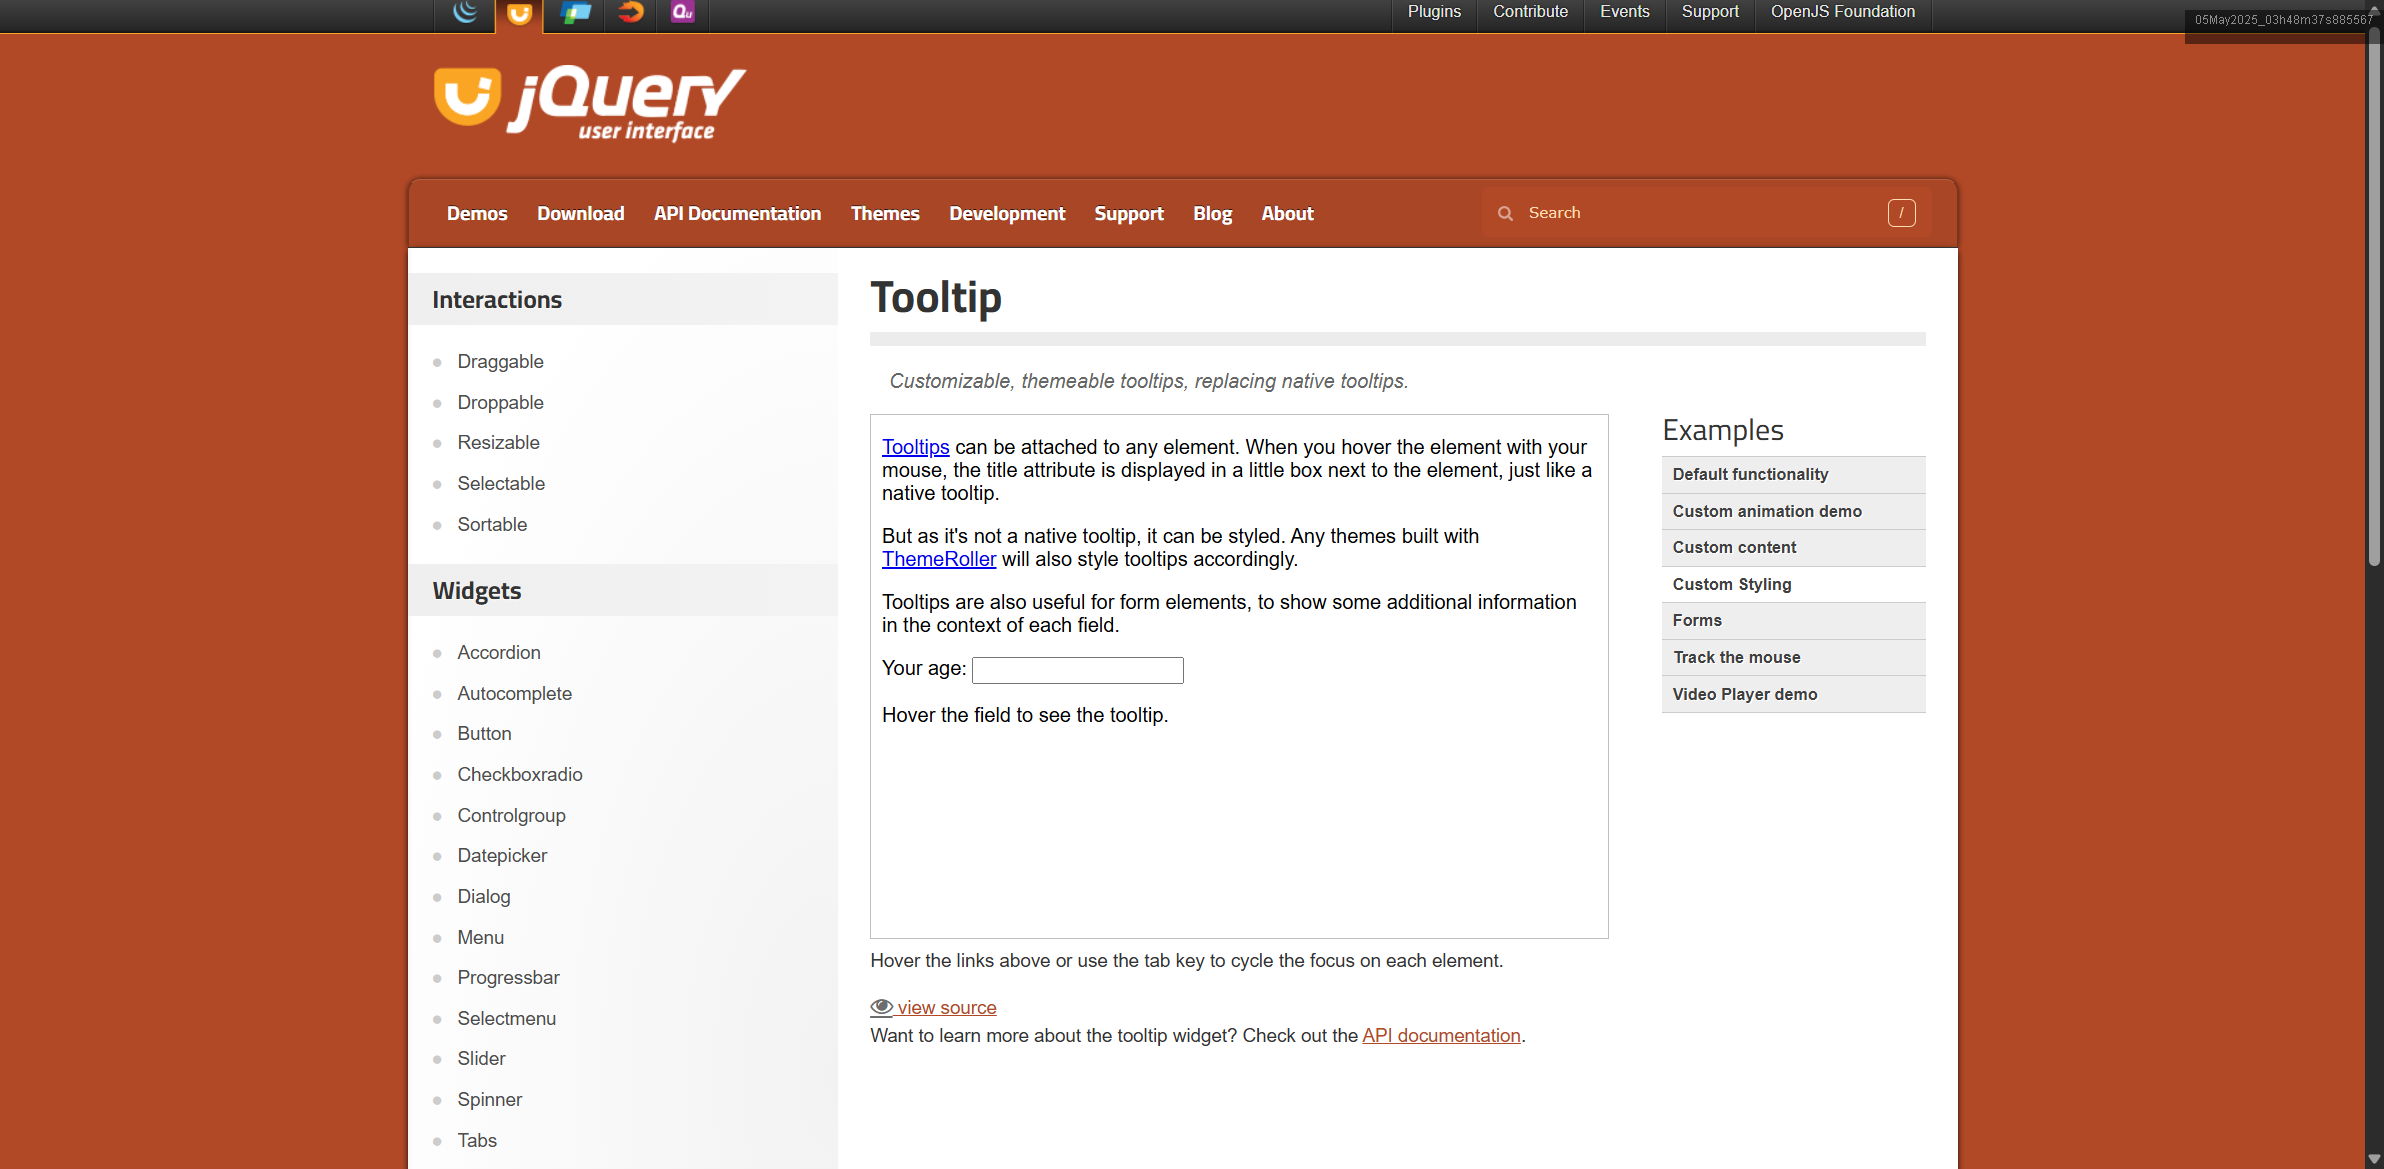 Qu
Plugins Contribute Events Support OpenJS Foundation
05May2025_03h48m37s885567
jQuery
user interface
Demos Download API Documentation Themes Development Support Blog About Search /
Interactions
Draggable
Droppable
Resizable
Selectable
Sortable
Widgets
Accordion
Autocomplete
Button
Checkboxradio
Controlgroup
Datepicker
Dialog
Menu
Progressbar
Selectmenu
Slider
Spinner
Tabs
Tooltip
Customizable, themeable tooltips, replacing native tooltips.
Tooltips can be attached to any element. When you hover the element with your
mouse, the title attribute is displayed in a little box next to the element, just like a
native tooltip.
But as it's not a native tooltip, it can be styled. Any themes built with
ThemeRoller will also style tooltips accordingly.
Tooltips are also useful for form elements, to show some additional information
in the context of each field.
Your age:
Hover the field to see the tooltip.
Hover the links above or use the tab key to cycle the focus on each element.
view source
Want to learn more about the tooltip widget? Check out the API documentation.
Examples
Default functionality
Custom animation demo
Custom content
Custom Styling
Forms
Track the mouse
Video Player demo